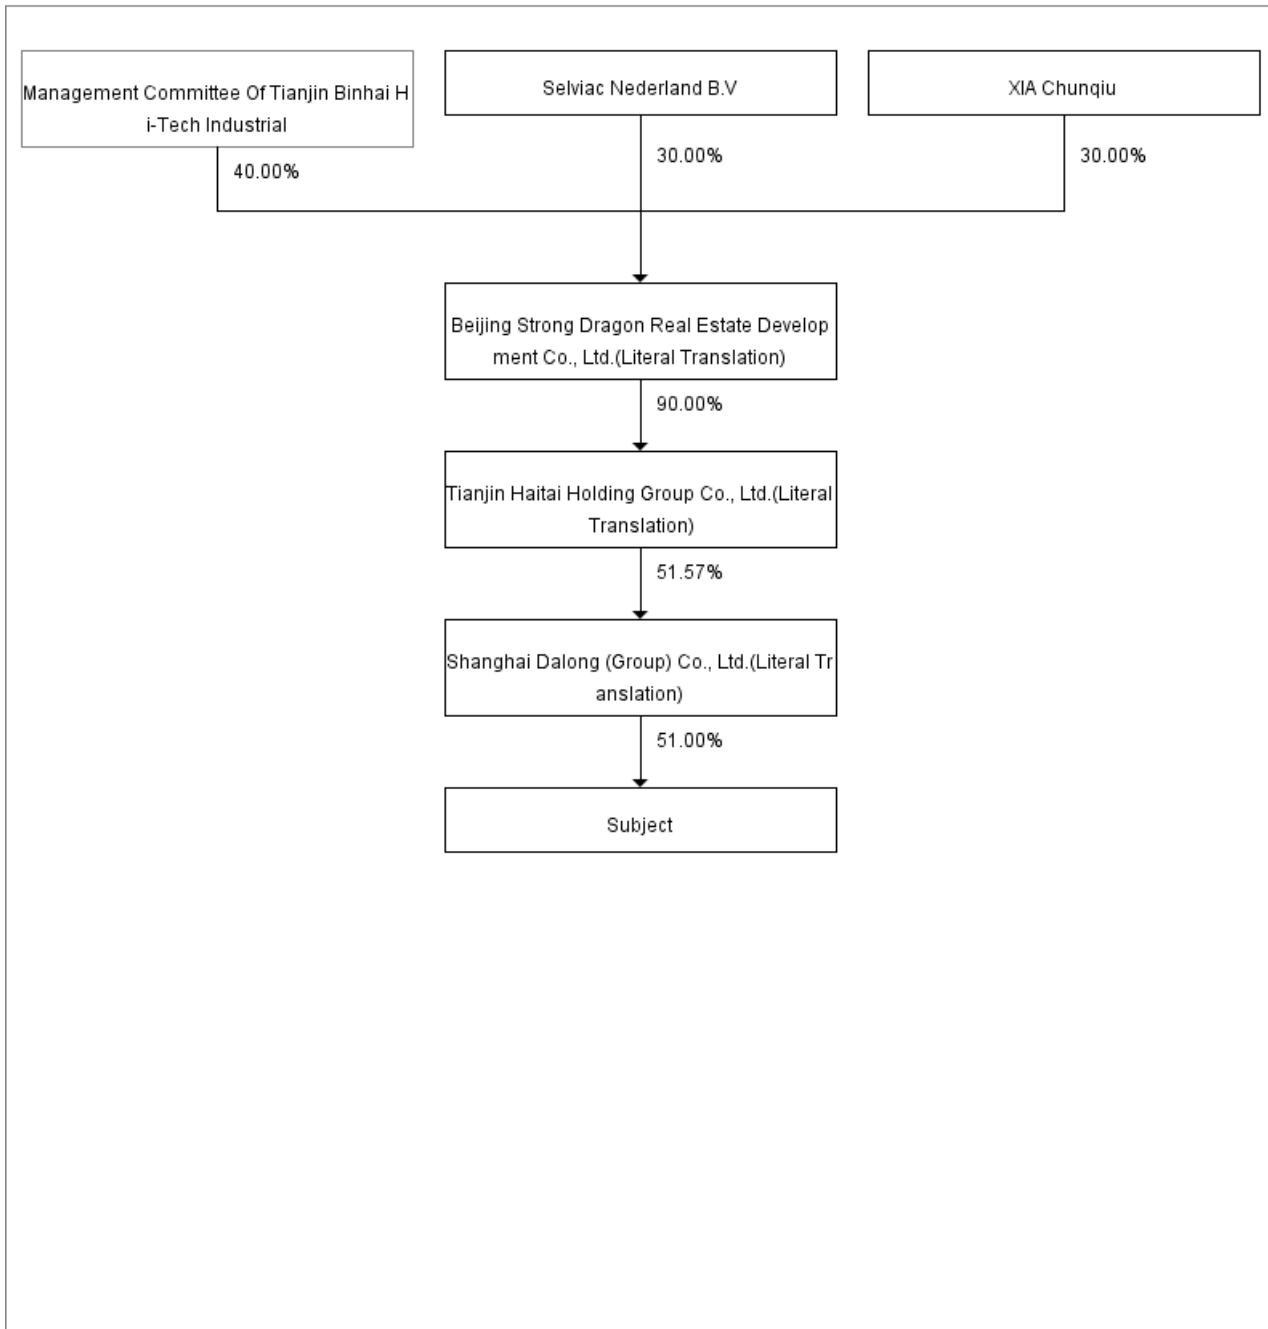 Management Committee Of Tianjin Binhai H
i-Tech Industrial
Selviac Nederland B.V
XIA Chunqiu
40.00%
30.00%
30.00%
Beijing Strong Dragon Real Estate Develop
ment Co., Ltd.(Literal Translation)
90.00%
Tianjin Haitai Holding Group Co., Ltd.(Literal
Translation)
51.57%
Shanghai Dalong (Group) Co., Ltd.(Literal Tr
anslation)
51.00%
Subject